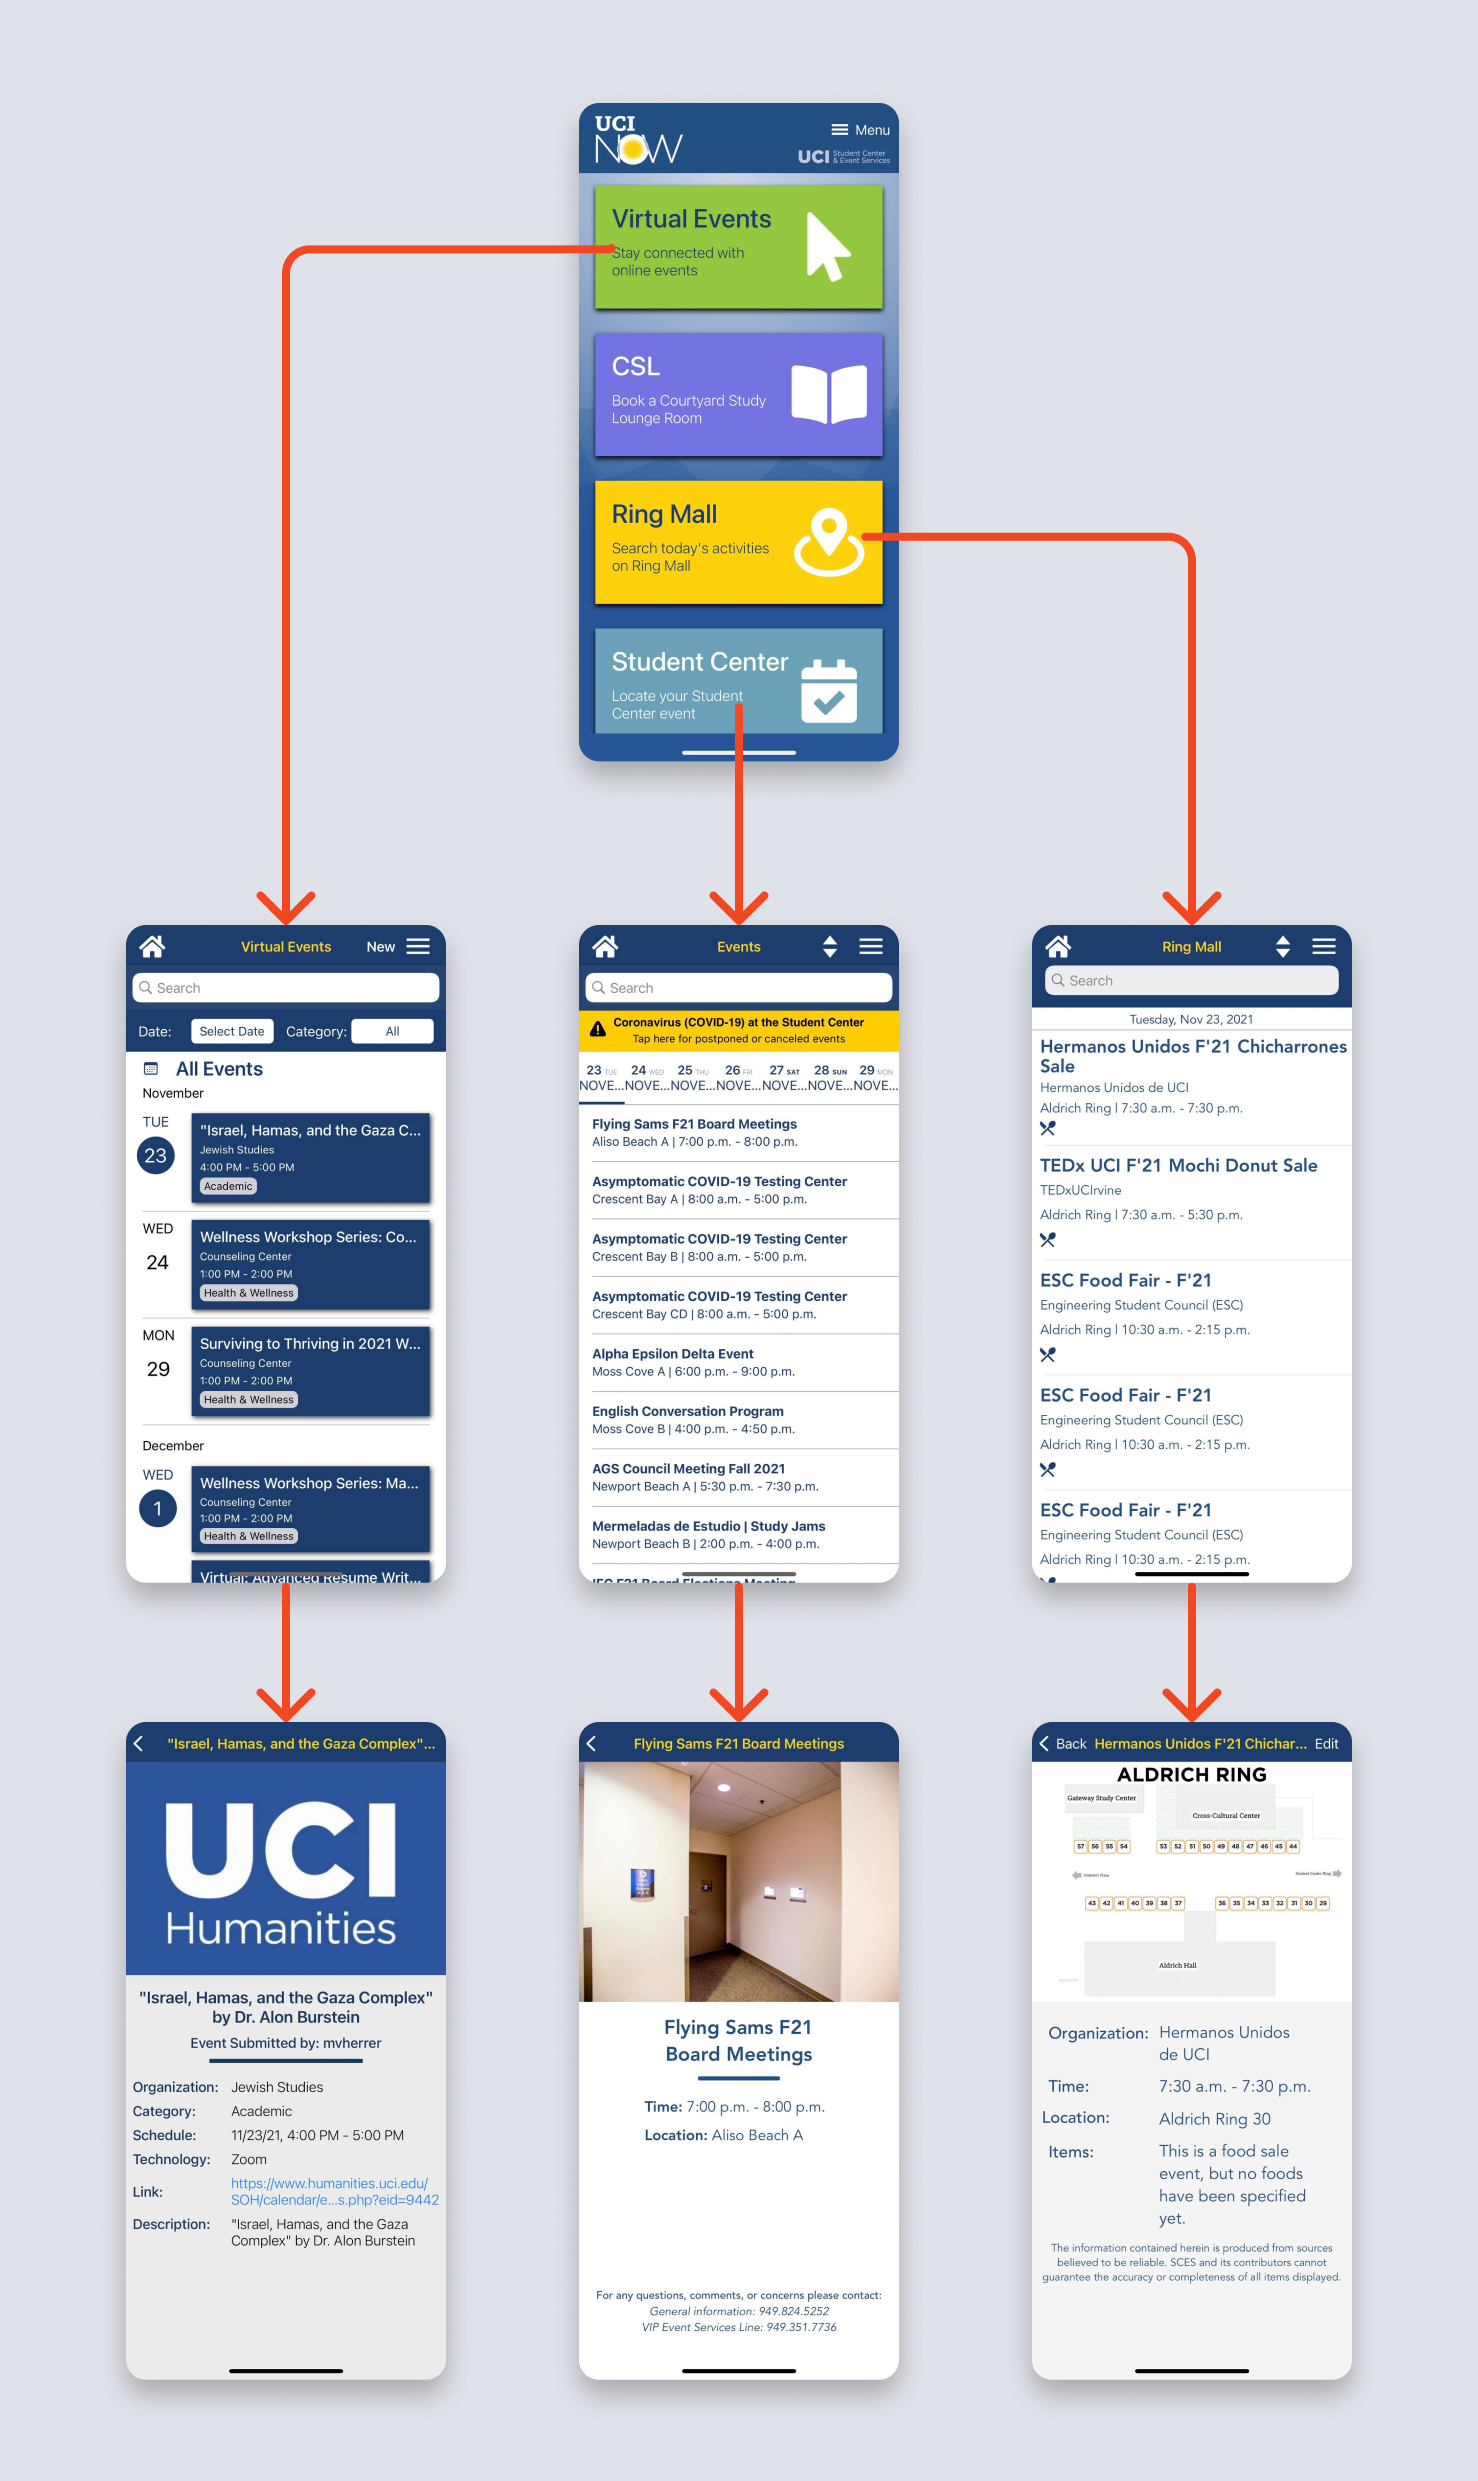 UCI
NOW
Menu
UCI Student Center
& Event Services
Virtual Events
Stay connected with
online events
CSL
Book a Courtyard Study
Lounge Room
Ring Mall
Search today's activities
on Ring Mall
Student Center
Locate your Student
Center event
Virtual Events
New
Search
Date:
Select Date
Category:
All
All Events
November
TUE
23
"Israel, Hamas, and the Gaza C...
Jewish Studies
4:00 PM - 5:00 PM
Academic
WED
24
Wellness Workshop Series: Co...
Counseling Center
1:00 PM - 2:00 PM
Health & Wellness
MON
29
Surviving to Thriving in 2021 W...
Counseling Center
1:00 PM - 2:00 PM
Health & Wellness
December
WED
1
Wellness Workshop Series: Ma...
Counseling Center
1:00 PM - 2:00 PM
Health & Wellness
Virtual: Advanced Resume Writ...
Events
Search
Coronavirus (COVID-19) at the Student Center
Tap here for postponed or canceled events
23 TUE 24 WED 25 THU 26 FRI 27 SAT 28 SUN 29 MON
NOVE... NOVE... NOVE... NOVE... NOVE... NOVE... NOVE...
Flying Sams F21 Board Meetings
Aliso Beach A | 7:00 p.m. - 8:00 p.m.
Asymptomatic COVID-19 Testing Center
Crescent Bay A | 8:00 a.m. - 5:00 p.m.
Asymptomatic COVID-19 Testing Center
Crescent Bay B | 8:00 a.m. - 5:00 p.m.
Asymptomatic COVID-19 Testing Center
Crescent Bay CD | 8:00 a.m. - 5:00 p.m.
Alpha Epsilon Delta Event
Moss Cove A | 6:00 p.m. - 9:00 p.m.
English Conversation Program
Moss Cove B | 4:00 p.m. - 4:50 p.m.
AGS Council Meeting Fall 2021
Newport Beach A | 5:30 p.m. - 7:30 p.m.
Mermeladas de Estudio | Study Jams
Newport Beach B | 2:00 p.m. - 4:00 p.m.
IFC F21 Board Elections Meeting
Ring Mall
Search
Tuesday, Nov 23, 2021
Hermanos Unidos F'21 Chicharrones
Sale
Hermanos Unidos de UCI
Aldrich Ring | 7:30 a.m. - 7:30 p.m.
TEDx UCI F'21 Mochi Donut Sale
TEDxUCIrvine
Aldrich Ring | 7:30 a.m. - 5:30 p.m.
ESC Food Fair - F'21
Engineering Student Council (ESC)
Aldrich Ring | 10:30 a.m. - 2:15 p.m.
ESC Food Fair - F'21
Engineering Student Council (ESC)
Aldrich Ring | 10:30 a.m. - 2:15 p.m.
ESC Food Fair - F'21
Engineering Student Council (ESC)
Aldrich Ring | 10:30 a.m. - 2:15 p.m.
"Israel, Hamas, and the Gaza Complex"...
UCI
Humanities
"Israel, Hamas, and the Gaza Complex"
by Dr. Alon Burstein
Event Submitted by: mvherrer
Organization: Jewish Studies
Category: Academic
Schedule: 11/23/21, 4:00 PM - 5:00 PM
Technology: Zoom
Link: https://www.humanities.uci.edu/
SOH/calendar/e...s.php?eid=9442
Description: "Israel, Hamas, and the Gaza
Complex" by Dr. Alon Burstein
Flying Sams F21 Board Meetings
Flying Sams F21
Board Meetings
Time: 7:00 p.m. - 8:00 p.m.
Location: Aliso Beach A
For any questions, comments, or concerns please contact:
General information: 949.824.5252
VIP Event Services Line: 949.351.7736
Back
Hermanos Unidos F'21 Chichar...
Edit
ALDRICH RING
Gateway Study Center
Cross-Cultural Center
57 56 55 54 53 52 51 50 49 48 47 46 45 44
Student Center Ring
43 42 41 40 39 38 37 36 35 34 33 32 31 30 29
Aldrich Hall
Organization: Hermanos Unidos
de UCI
Time: 7:30 a.m. - 7:30 p.m.
Location: Aldrich Ring 30
Items: This is a food sale
event, but no foods
have been specified
yet.
The information contained herein is produced from sources
believed to be reliable. SCES and its contributors cannot
guarantee the accuracy or completeness of all items displayed.